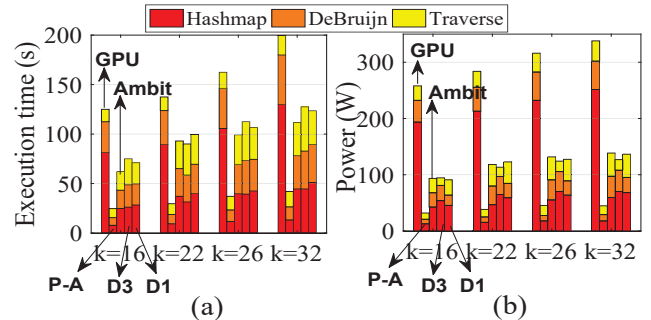 Hashmap DeBruijn Traverse
Execution time (s)
200
150
100
50
0
GPU
Ambit
k=16 k=22 k=26 k=32
P-A
D3 D1
(a)
Power (W)
300
200
100
0
GPU
Ambit
k=16 k=22 k=26 k=32
P-A
D3 D1
(b)